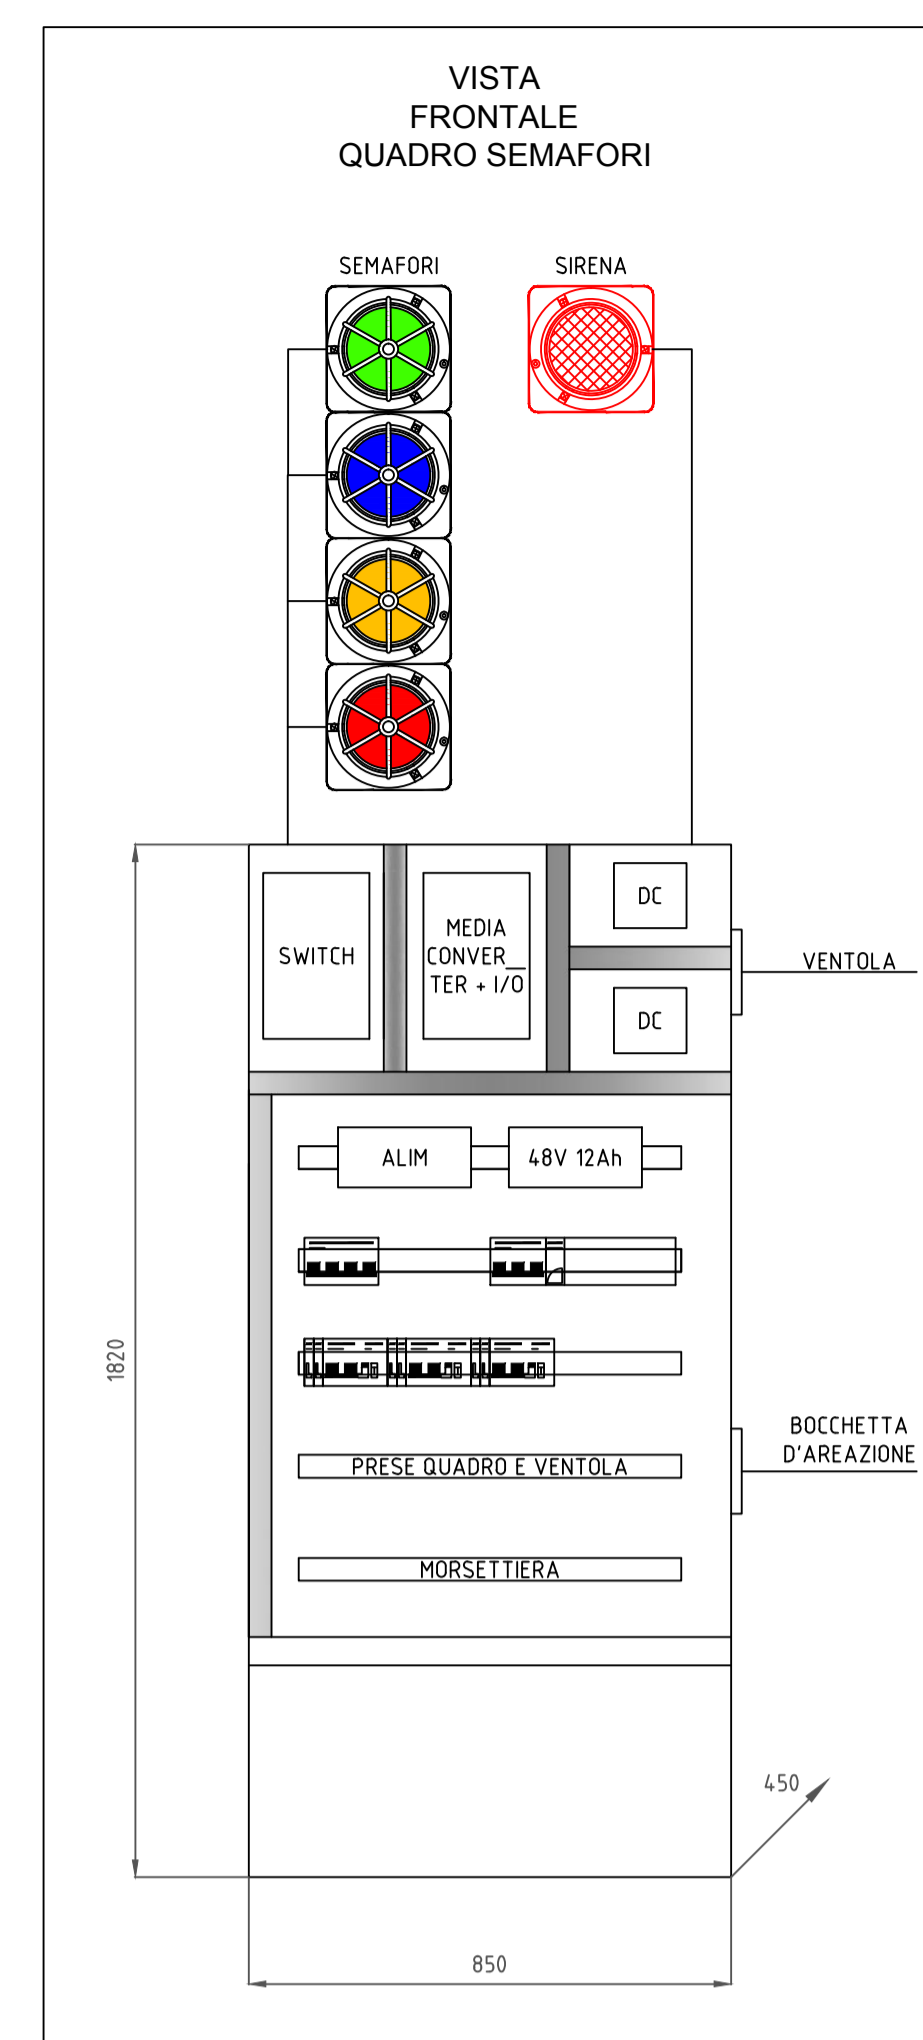 VISTA
FRONTALE
QUADRO SEMAFORI
SEMAFORI
SIRENA
SWITCH
MEDIA
CONVER_
TER + I/O
DC
DC
VENTOLA
ALIM
48V 12Ah
1820
PRESE QUADRO E VENTOLA
BOCCHETTA
D'AREAZIONE
MORSETTIERA
450
850